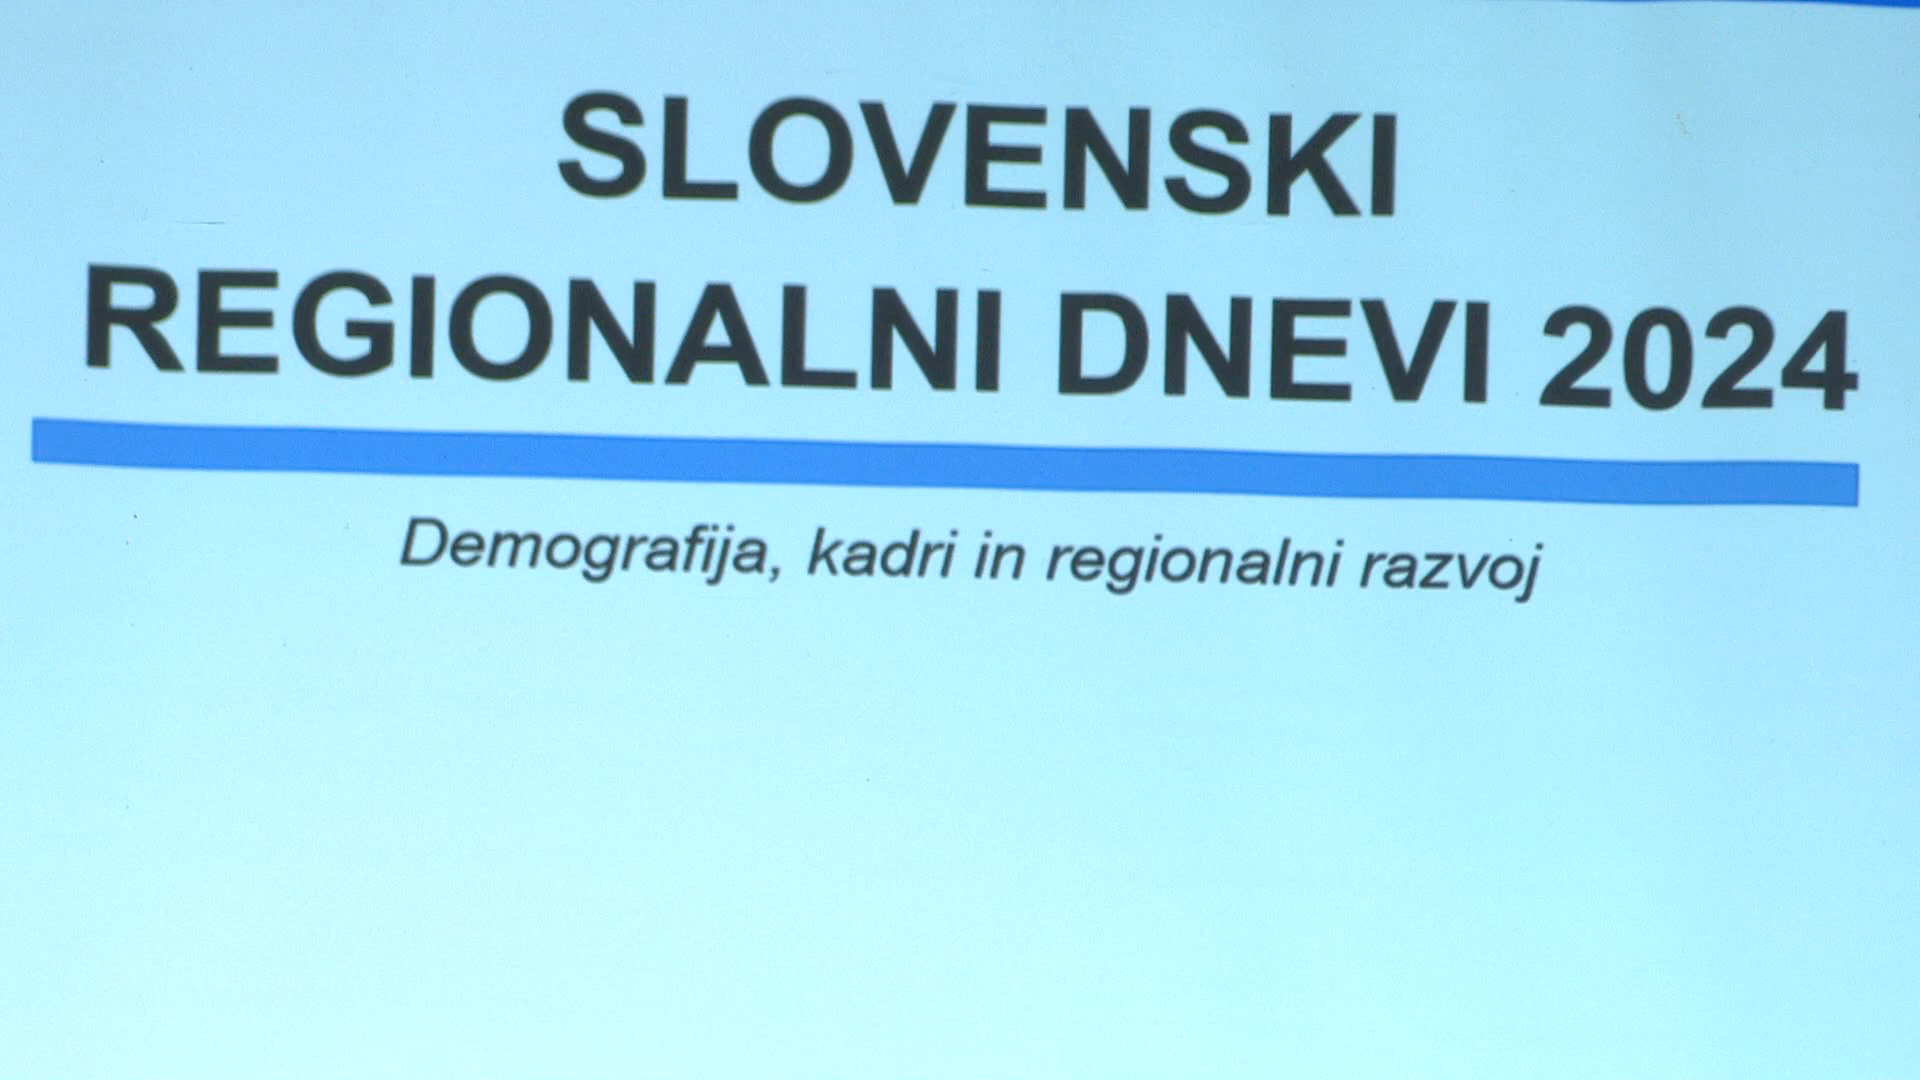 SLOVENSKI
REGIONALNI DNEVI 2024
Demografija, kadri in regionalni razvoj